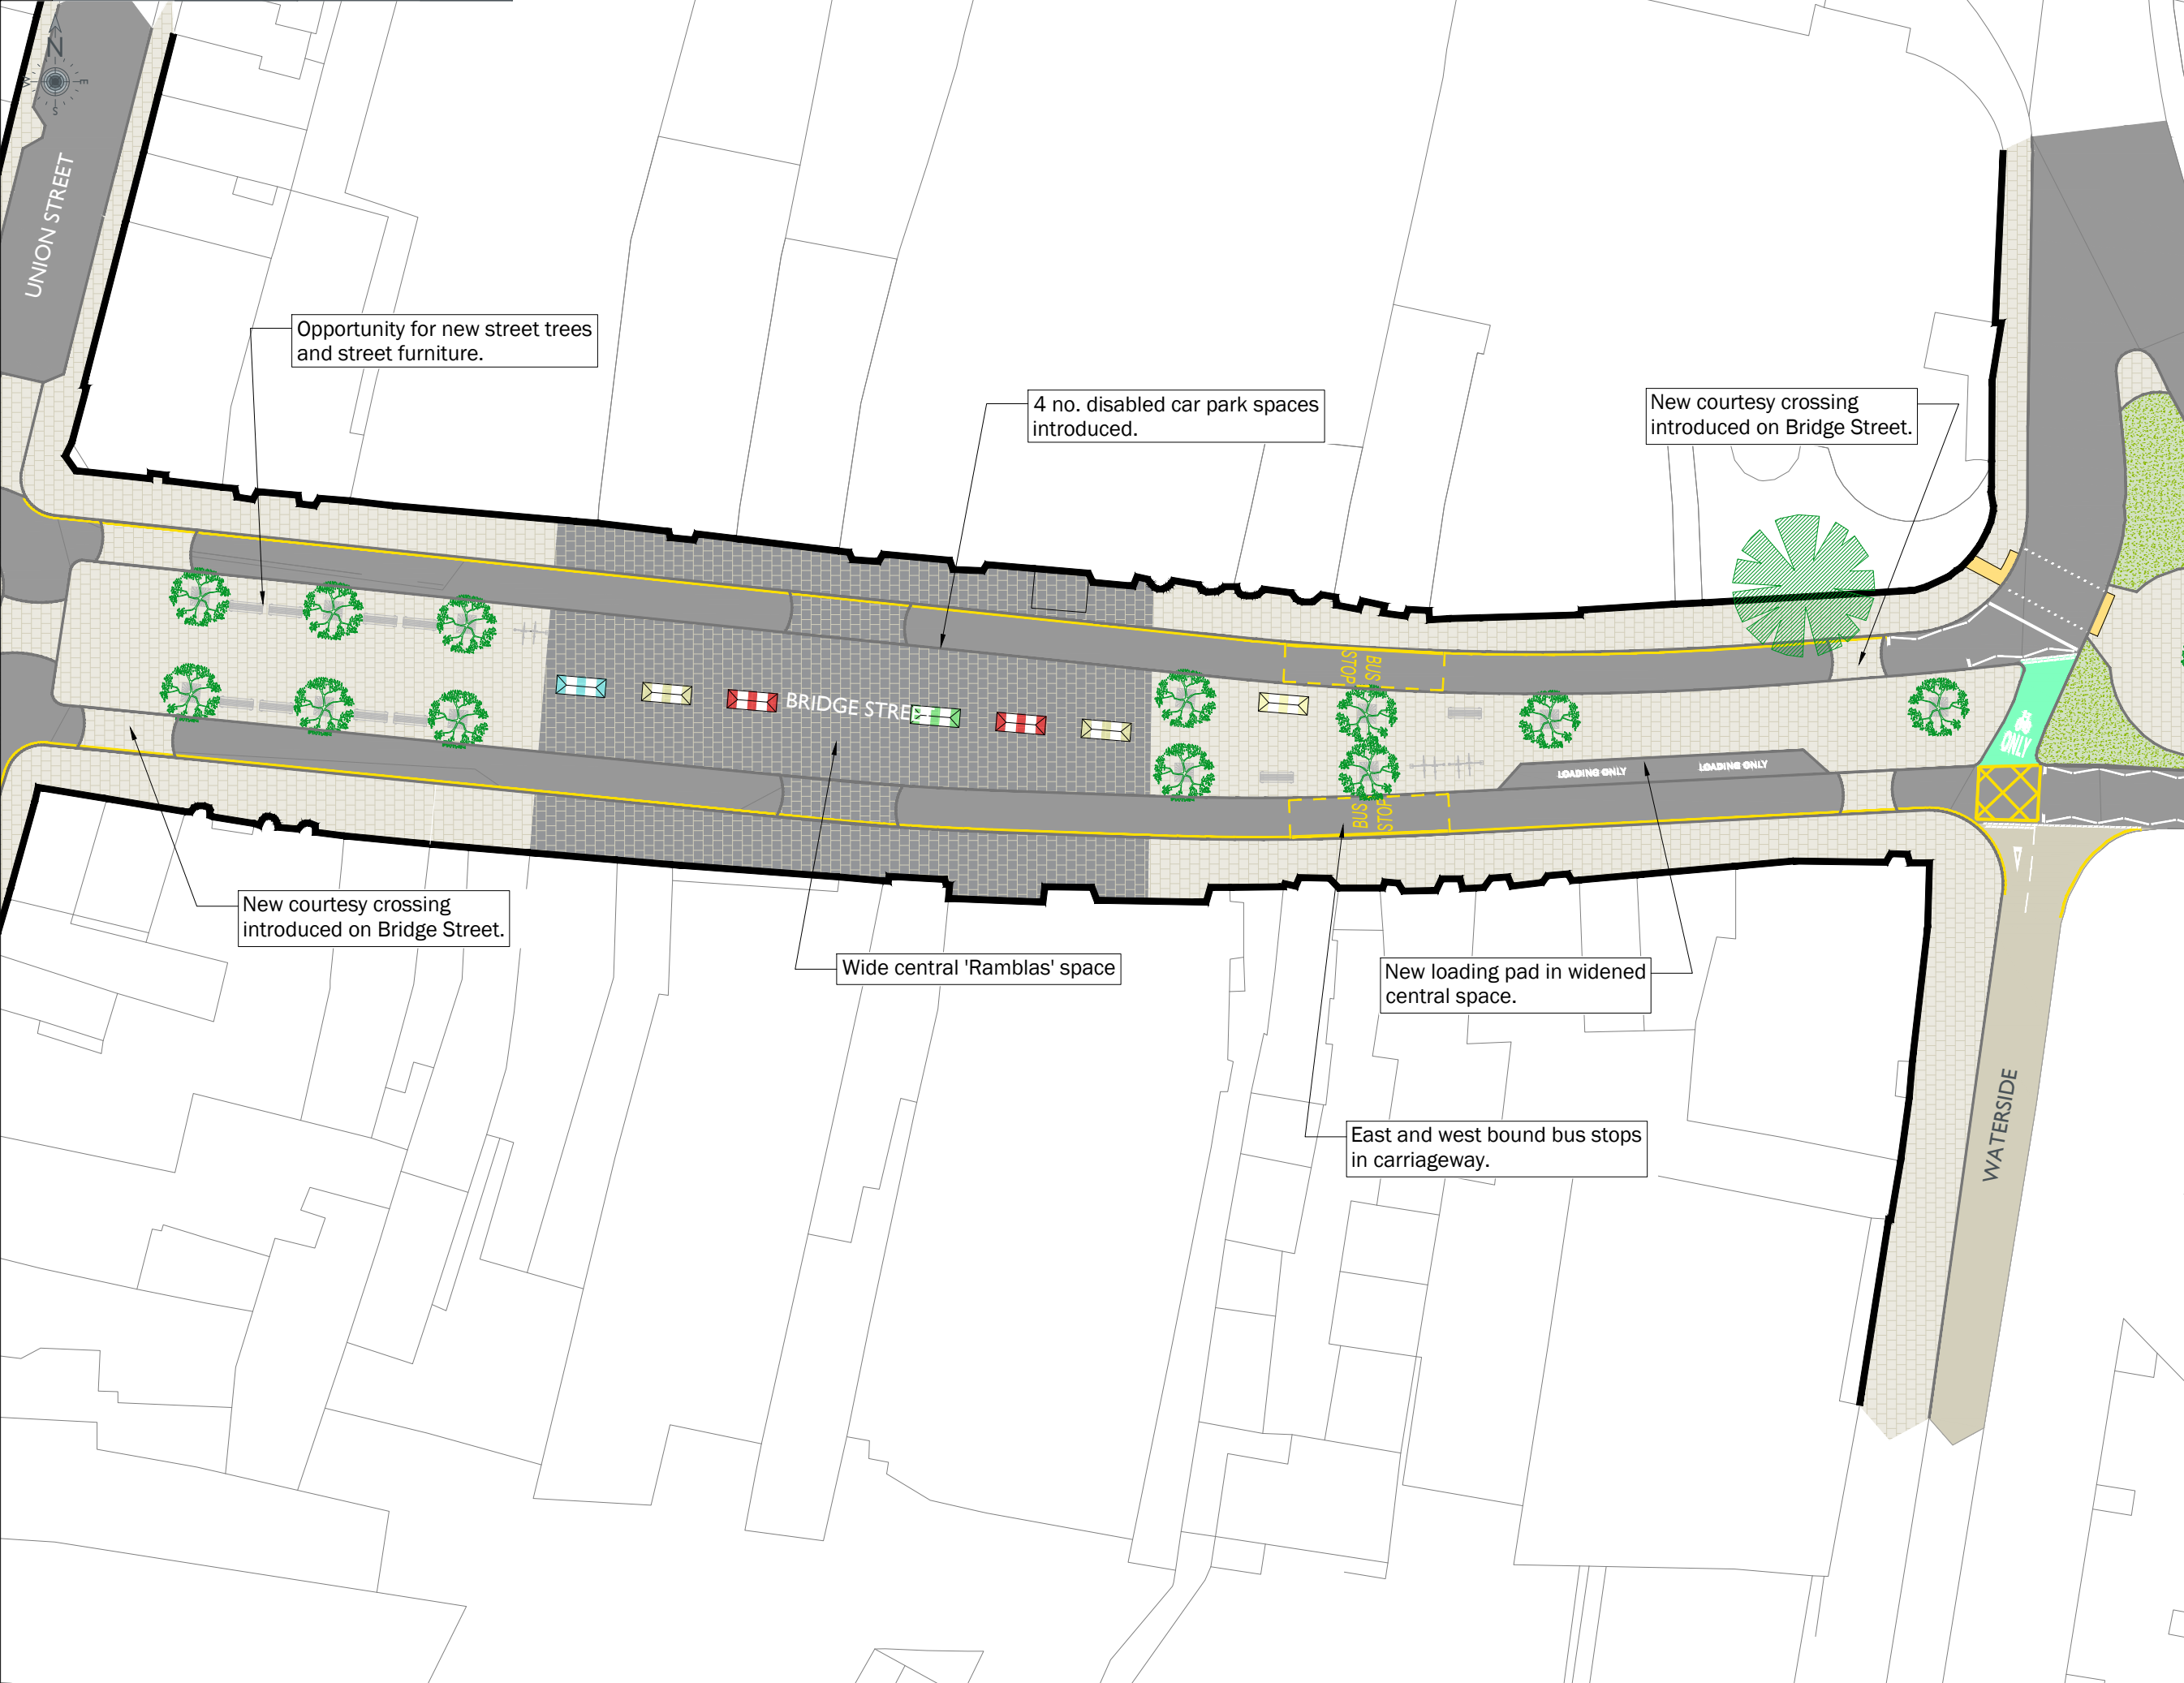 N
E
S
W
UNION STREET
Opportunity for new street trees
and street furniture.
4 no. disabled car park spaces
introduced.
New courtesy crossing
introduced on Bridge Street.
BUS
STOP
BRIDGE STREE
ONLY
LOADING ONLY
LOADING ONLY
BUS
STOP
New courtesy crossing
introduced on Bridge Street.
Wide central 'Ramblas' space
New loading pad in widened
central space.
East and west bound bus stops
in carriageway.
WATERSIDE